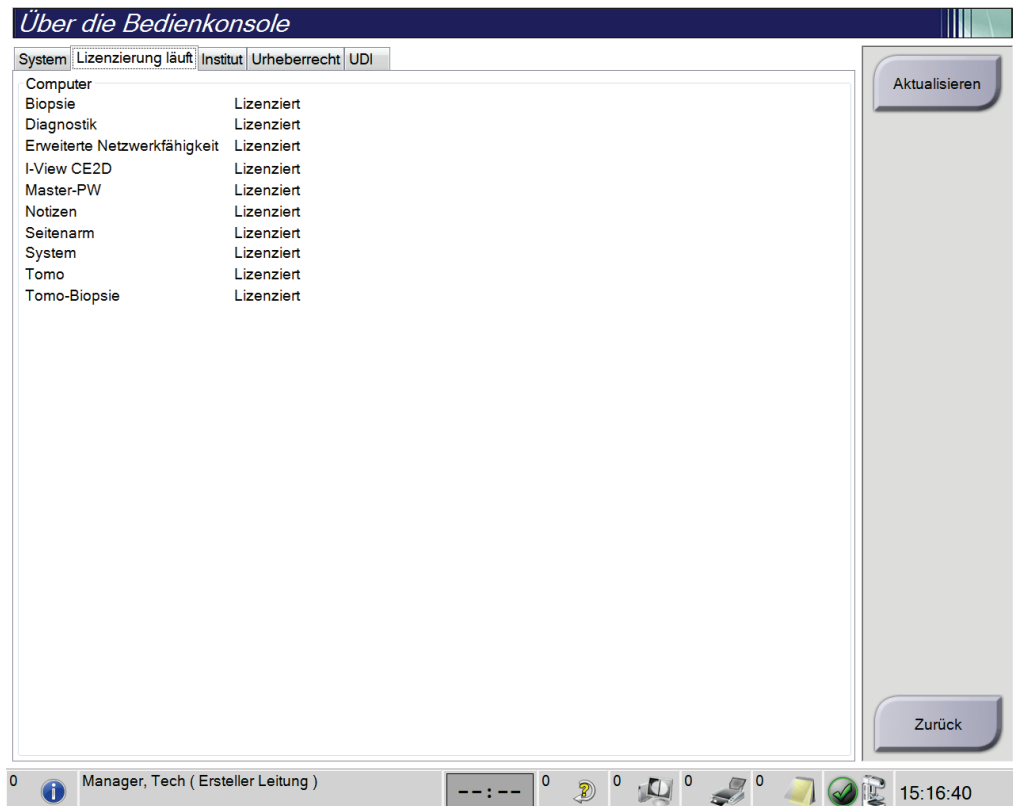 Über die Bedienkonsole
System Lizenzierung läuft Institut Urheberrecht UDI
Aktualisieren
Computer
Biopsie Lizenziert
Diagnostik Lizenziert
Erweiterte Netzwerkfähigkeit Lizenziert
I-View CE2D Lizenziert
Master-PW Lizenziert
Notizen Lizenziert
Seitenarm Lizenziert
System Lizenziert
Tomo Lizenziert
Tomo-Biopsie Lizenziert
Zurück
0 Manager, Tech ( Ersteller Leitung ) --:-- 0 0 0 0 15:16:40